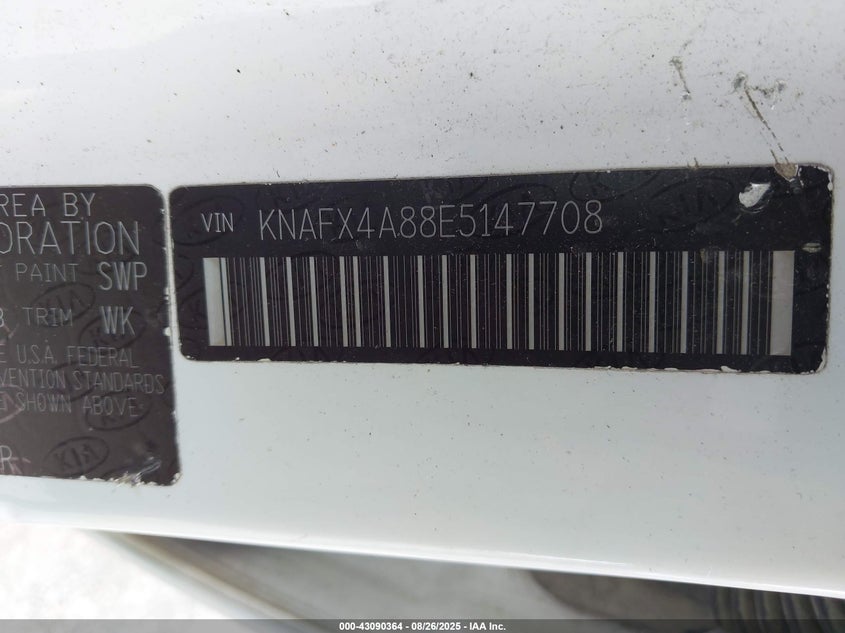 REA BY
ORATION
PAINT SWP
TRIM WK
E U.S.A. FEDERAL
VENTION STANDARDS
SHOWN ABOVE.
KIA
VIN KNAFX4A88E5147708
000-43090364 - 08/26/2025 - IAA Inc.